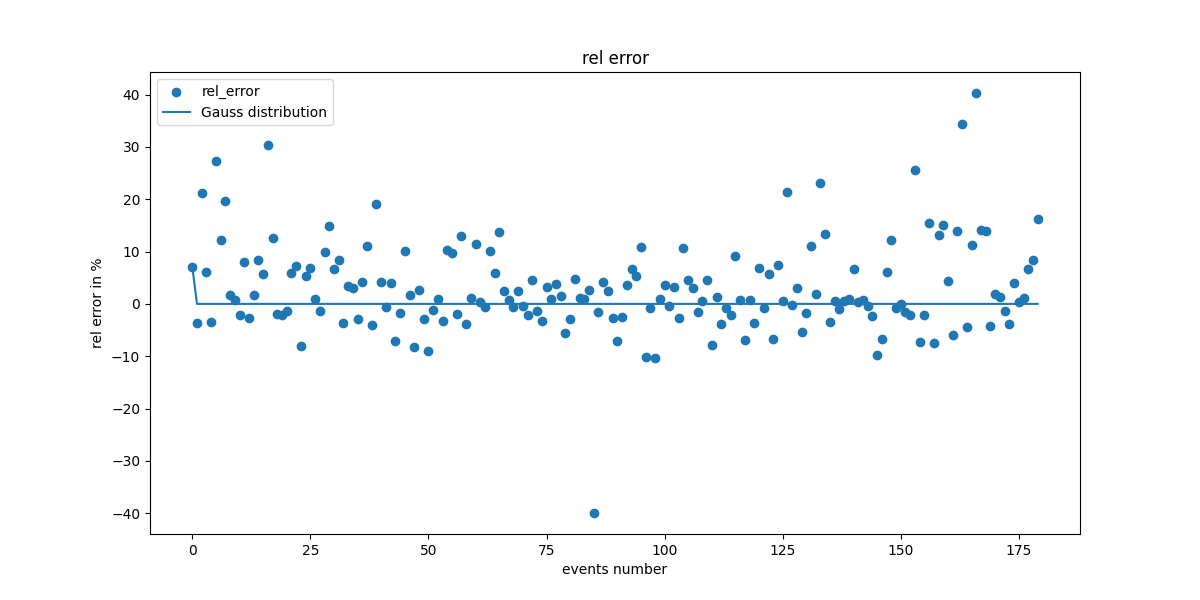 rel error
rel_error
Gauss distribution
40
30
20
10
0
−10
−20
−30
−40
rel error in %
0 25 50 75 100 125 150 175
events number